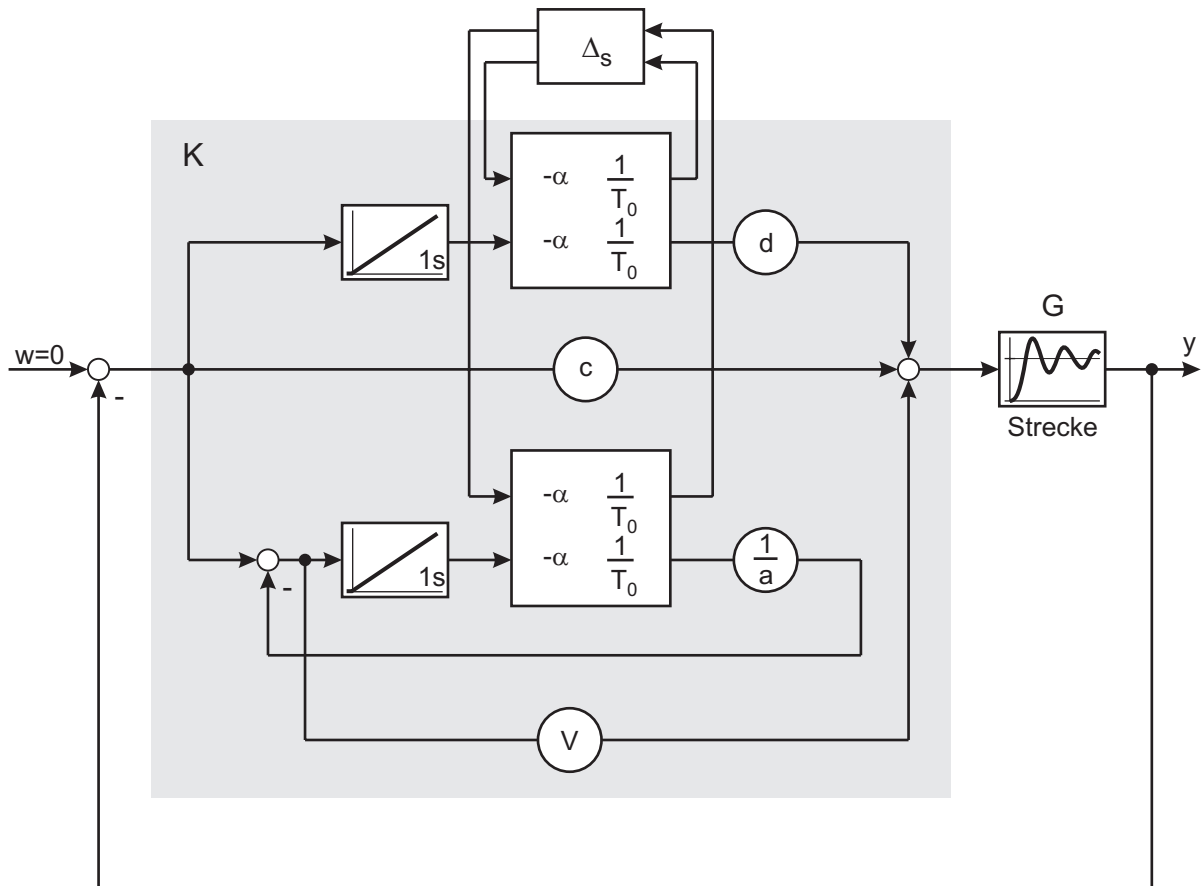 Δs
K
-α 1/T0
-α 1/T0
1s
d
G
w=0
c
y
-
Strecke
-α 1/T0
-α 1/T0
1s
1/a
-
V